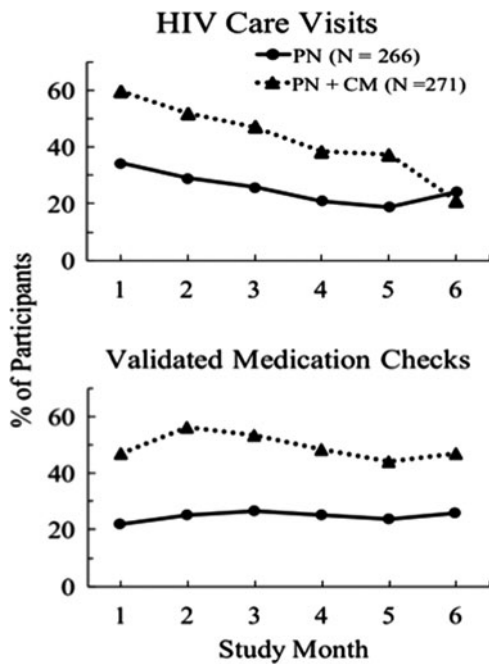 HIV Care Visits
PN (N = 266)
PN + CM (N =271)
60
40
20
0
1 2 3 4 5 6
% of Participants
Validated Medication Checks
60
40
20
0
1 2 3 4 5 6
Study Month